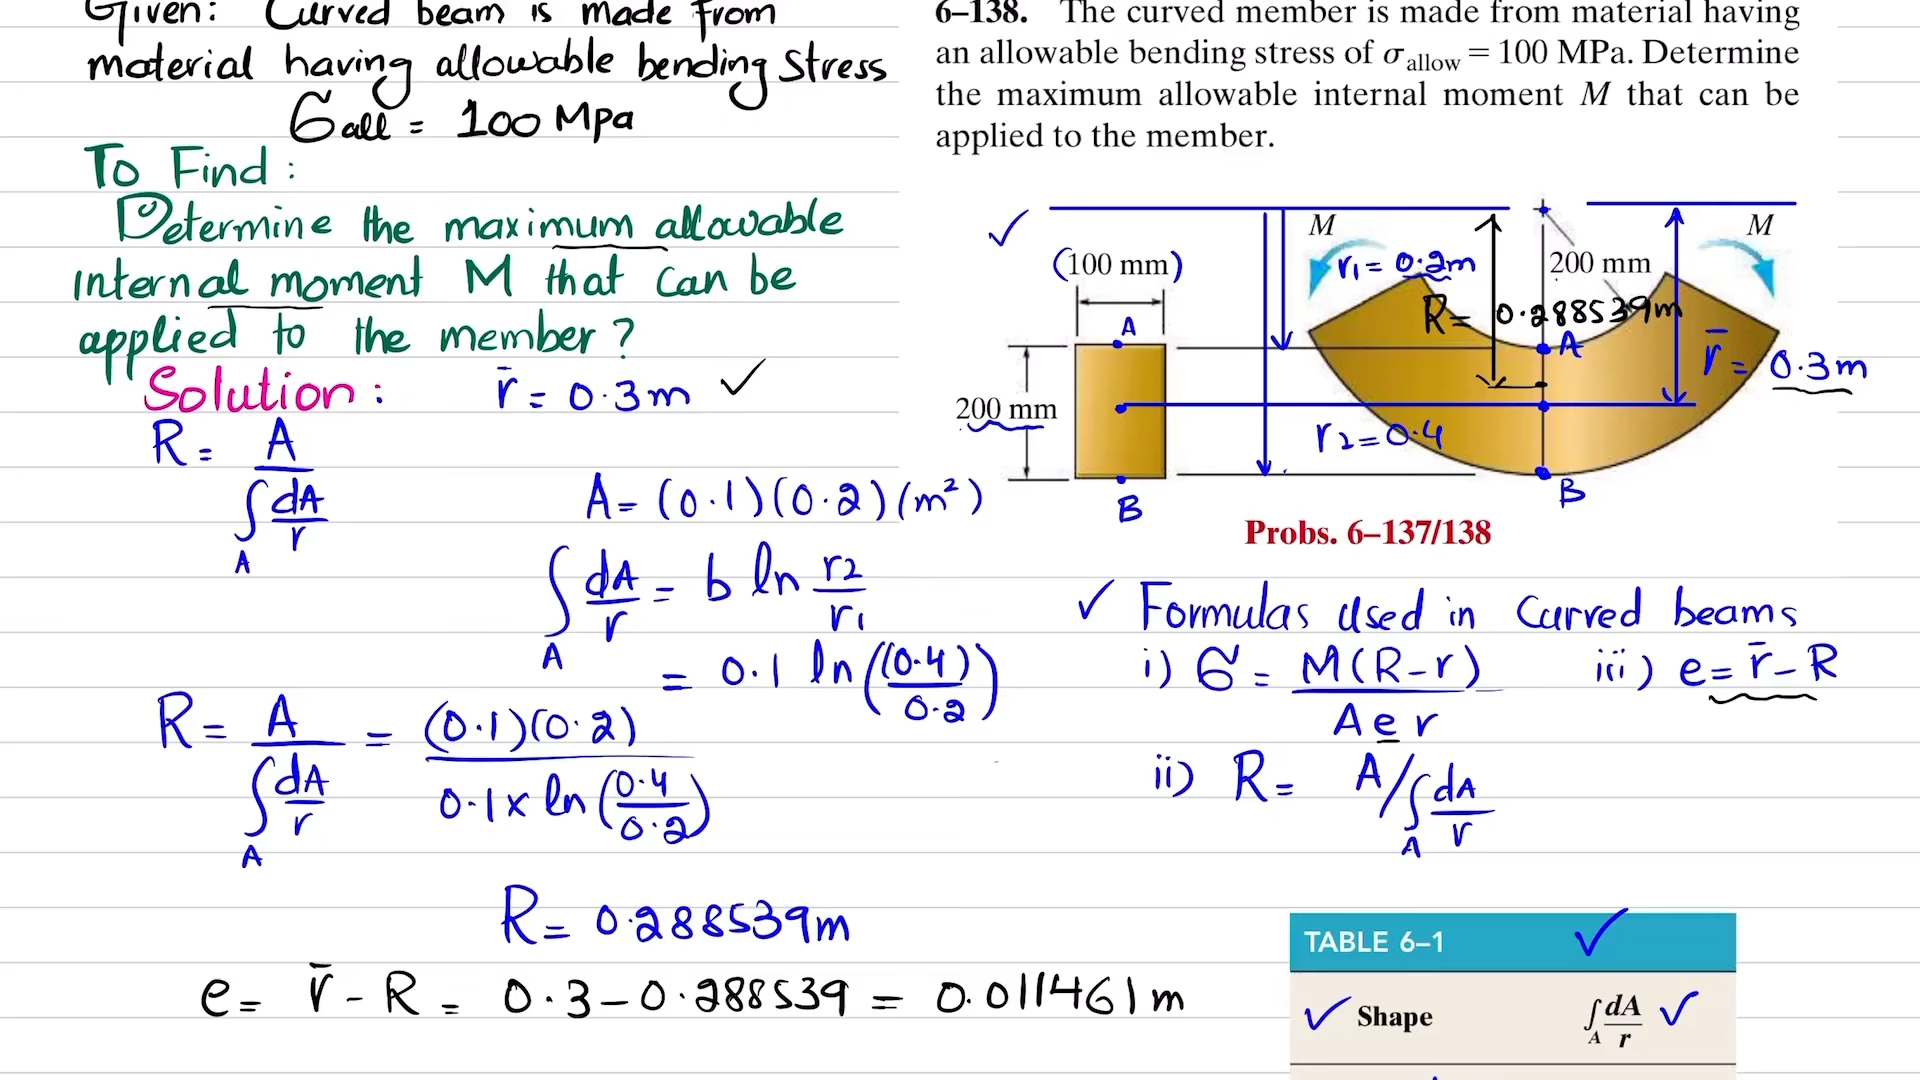 Given: Curved beam is made from
material having allowable bending stress
σall = 100 MPa
To Find:
Determine the maximum allowable
internal moment M that can be
applied to the member?
Solution: r̄ = 0.3m ✓
R = A / ∫A dA/r
A = (0.1)(0.2)(m²)
∫A dA/r = b ln r2/r1
= 0.1 ln((0.4)/0.2)
R = A / ∫A dA/r = (0.1)(0.2) / 0.1 x ln(0.4/0.2)
R = 0.288539m
e = r̄ - R = 0.3 - 0.288539 = 0.011461m
6–138. The curved member is made from material having
an allowable bending stress of σallow = 100 MPa. Determine
the maximum allowable internal moment M that can be
applied to the member.
✓
M
M
(100 mm)
r1 = 0.2m
200 mm
R = 0.288539m
A
A
r̄ = 0.3m
200 mm
r2=0.4
B
B
Probs. 6–137/138
✓ Formulas used in Curved beams
i) σ = M(R-r) / Aer
iii) e = r̄ - R
ii) R = A / ∫A dA/r
TABLE 6–1 ✓
✓ Shape ∫A dA/r ✓